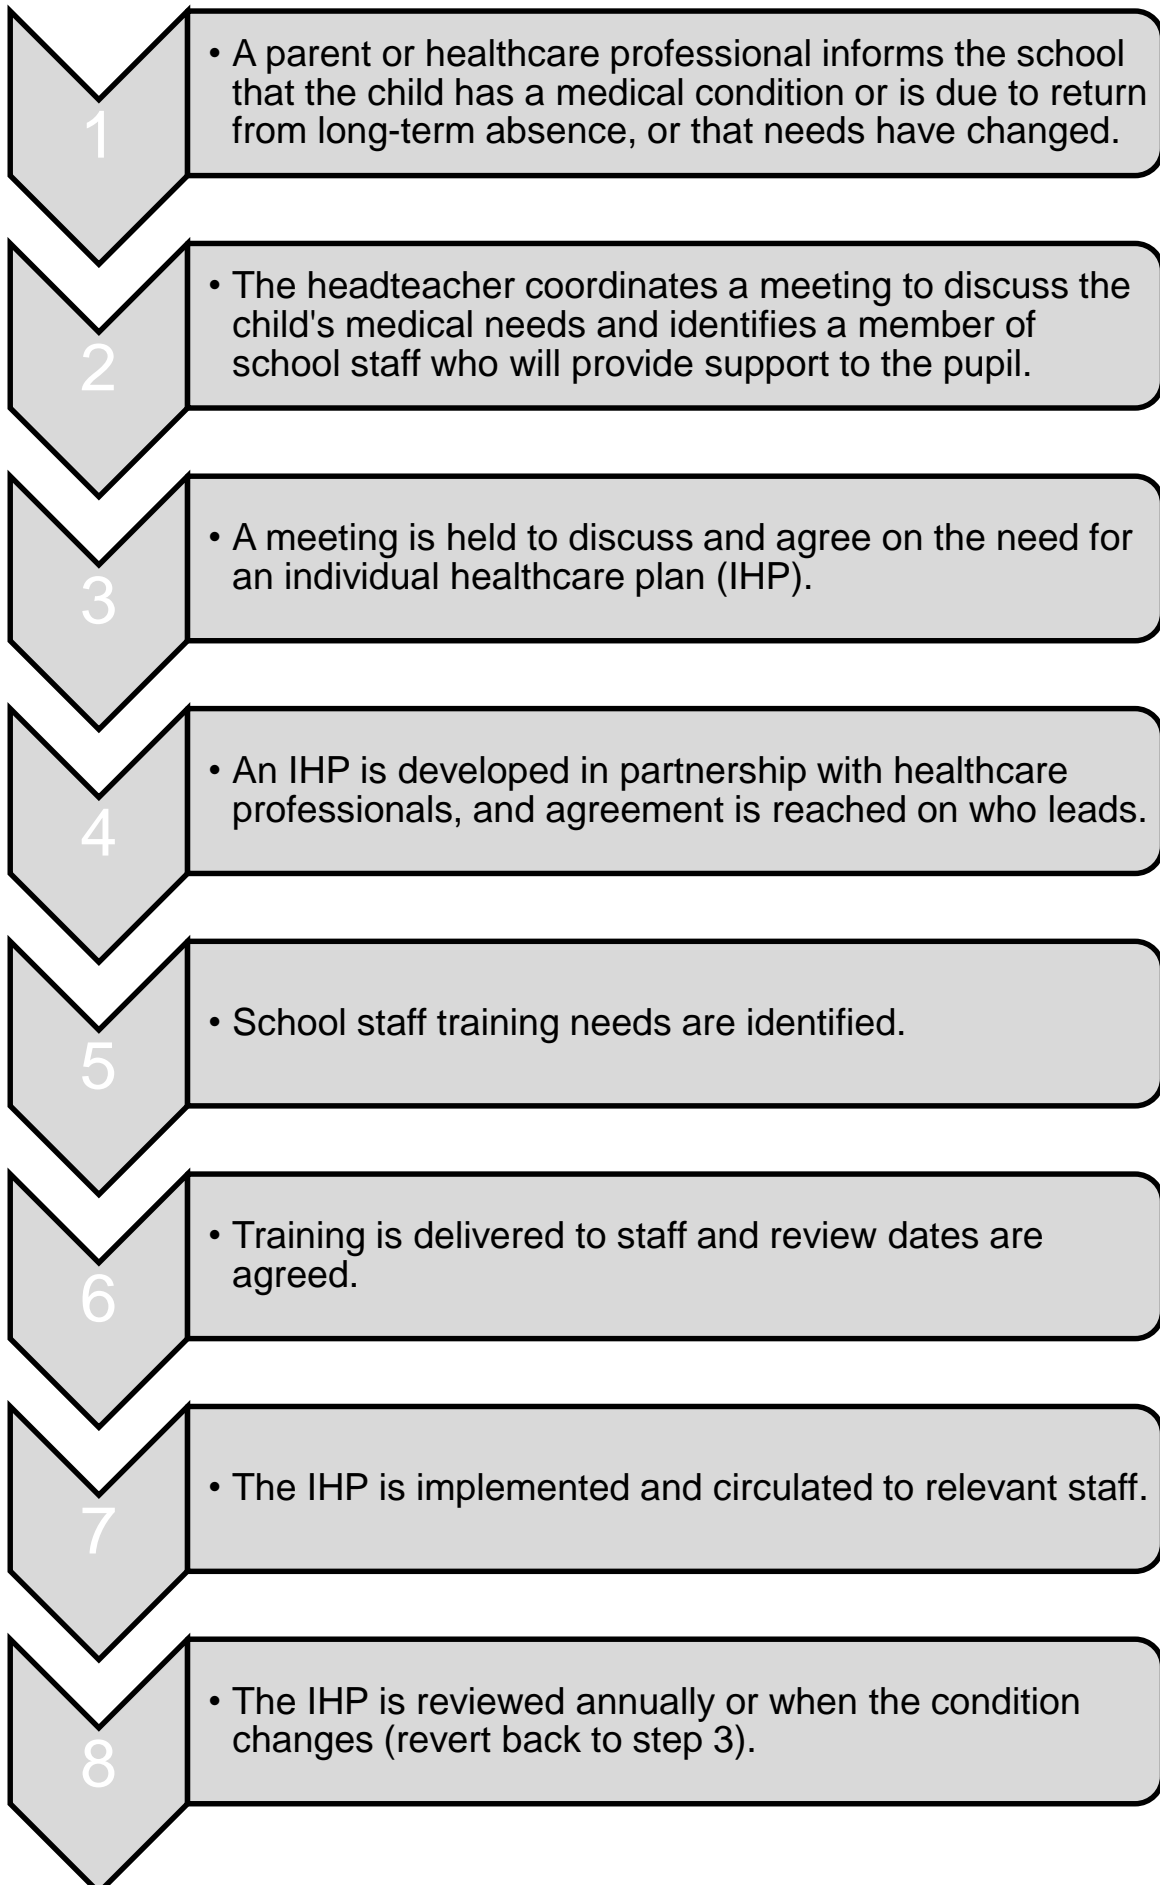 1
• A parent or healthcare professional informs the school
that the child has a medical condition or is due to return
from long-term absence, or that needs have changed.
2
• The headteacher coordinates a meeting to discuss the
child's medical needs and identifies a member of
school staff who will provide support to the pupil.
3
• A meeting is held to discuss and agree on the need for
an individual healthcare plan (IHP).
4
• An IHP is developed in partnership with healthcare
professionals, and agreement is reached on who leads.
5
• School staff training needs are identified.
6
• Training is delivered to staff and review dates are
agreed.
7
• The IHP is implemented and circulated to relevant staff.
8
• The IHP is reviewed annually or when the condition
changes (revert back to step 3).